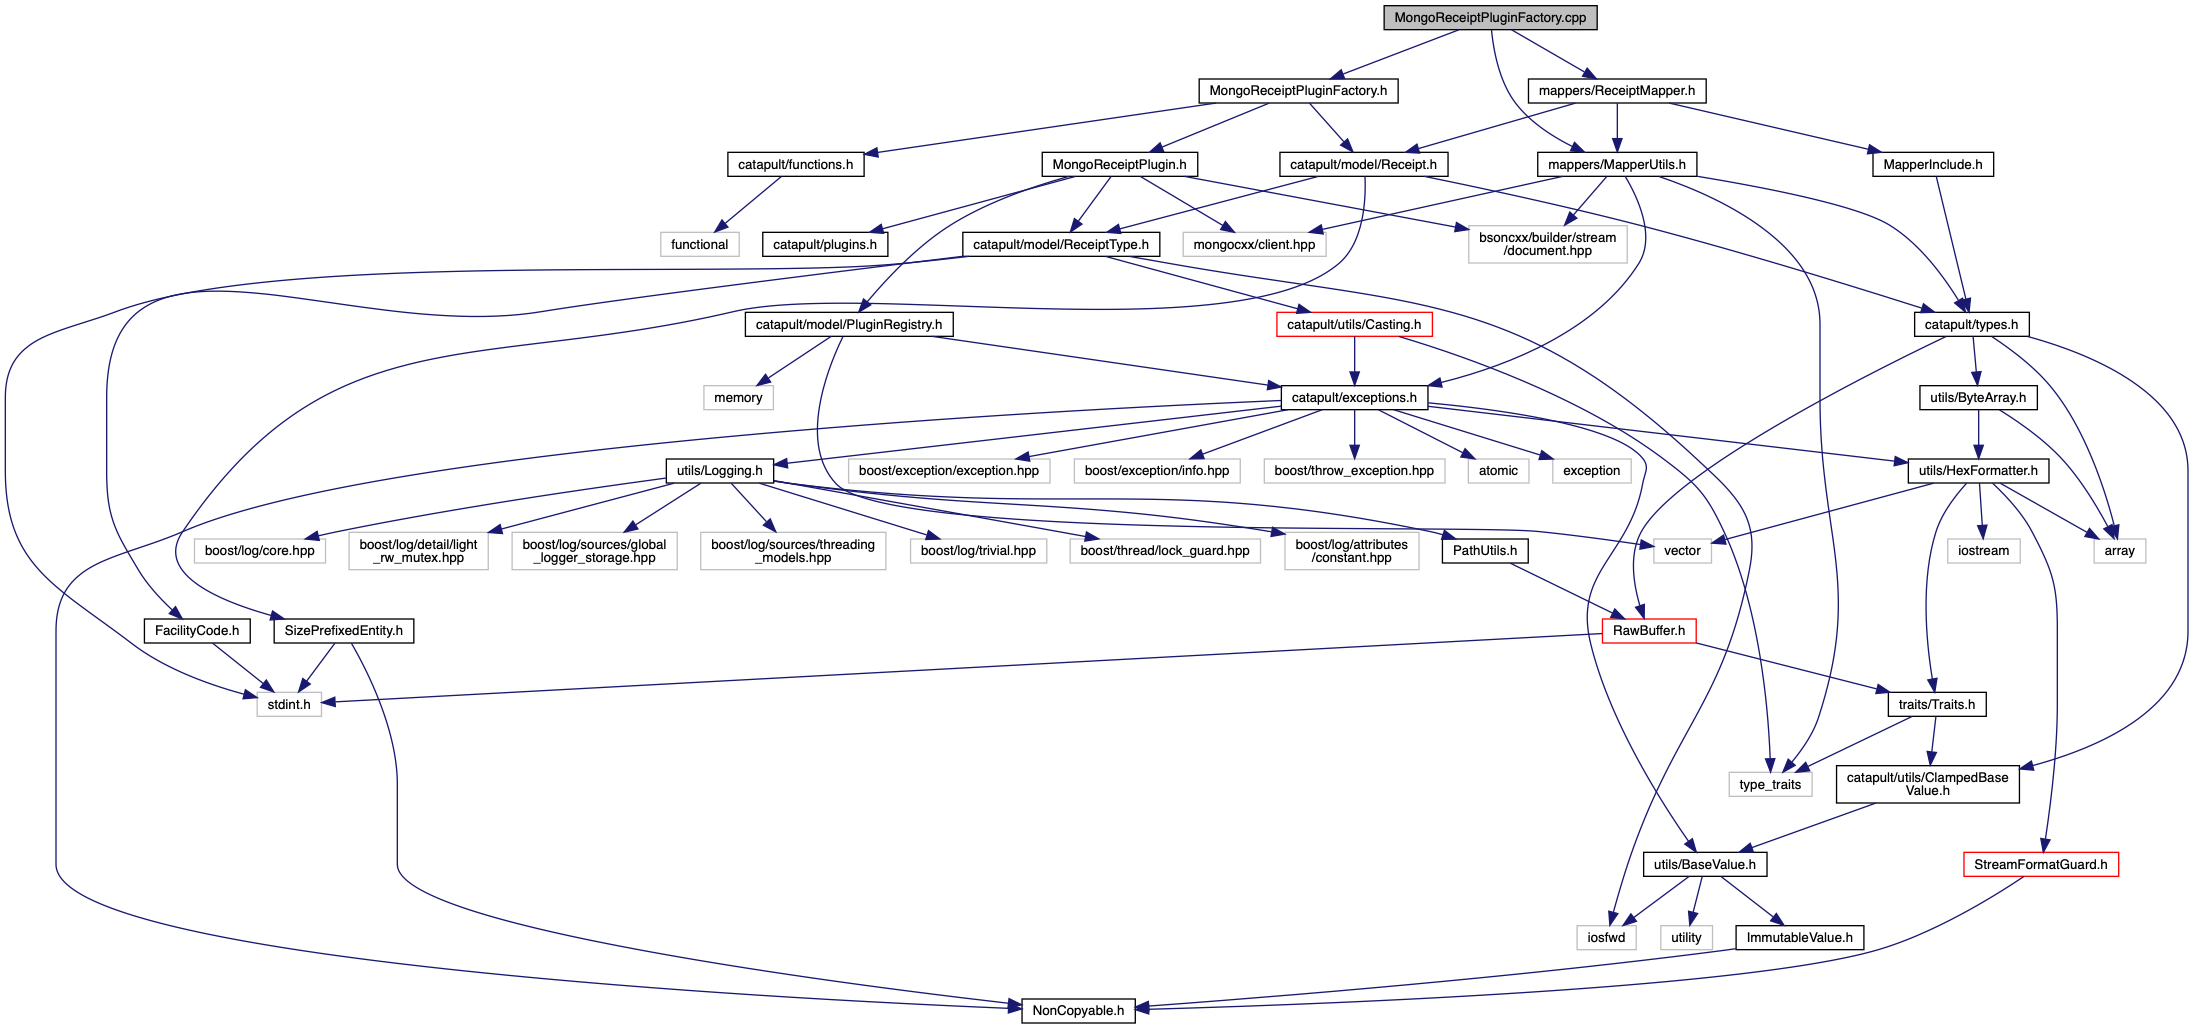 MongoReceiptPluginFactory.cpp
MongoReceiptPluginFactory.h
mappers/ReceiptMapper.h
catapult/functions.h
MongoReceiptPlugin.h
catapult/model/Receipt.h
mappers/MapperUtils.h
MapperInclude.h
functional
catapult/plugins.h
catapult/model/ReceiptType.h
mongocxx/client.hpp
bsoncxx/builder/stream
/document.hpp
catapult/model/PluginRegistry.h
catapult/utils/Casting.h
catapult/types.h
memory
catapult/exceptions.h
utils/ByteArray.h
utils/Logging.h
boost/exception/exception.hpp
boost/exception/info.hpp
boost/throw_exception.hpp
atomic
exception
utils/HexFormatter.h
boost/log/core.hpp
boost/log/detail/light
_rw_mutex.hpp
boost/log/sources/global
_logger_storage.hpp
boost/log/sources/threading
_models.hpp
boost/log/trivial.hpp
boost/thread/lock_guard.hpp
boost/log/attributes
/constant.hpp
PathUtils.h
vector
iostream
array
FacilityCode.h
SizePrefixedEntity.h
RawBuffer.h
stdint.h
traits/Traits.h
type_traits
catapult/utils/ClampedBase
Value.h
utils/BaseValue.h
StreamFormatGuard.h
iosfwd
utility
ImmutableValue.h
NonCopyable.h